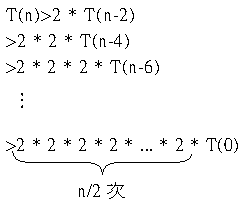 T(n)>2 * T(n-2)
>2 * 2 * T(n-4)
>2 * 2 * 2 * T(n-6)
⋮
>2 * 2 * 2 * 2 * ... * 2 * T(0)
n/2 次